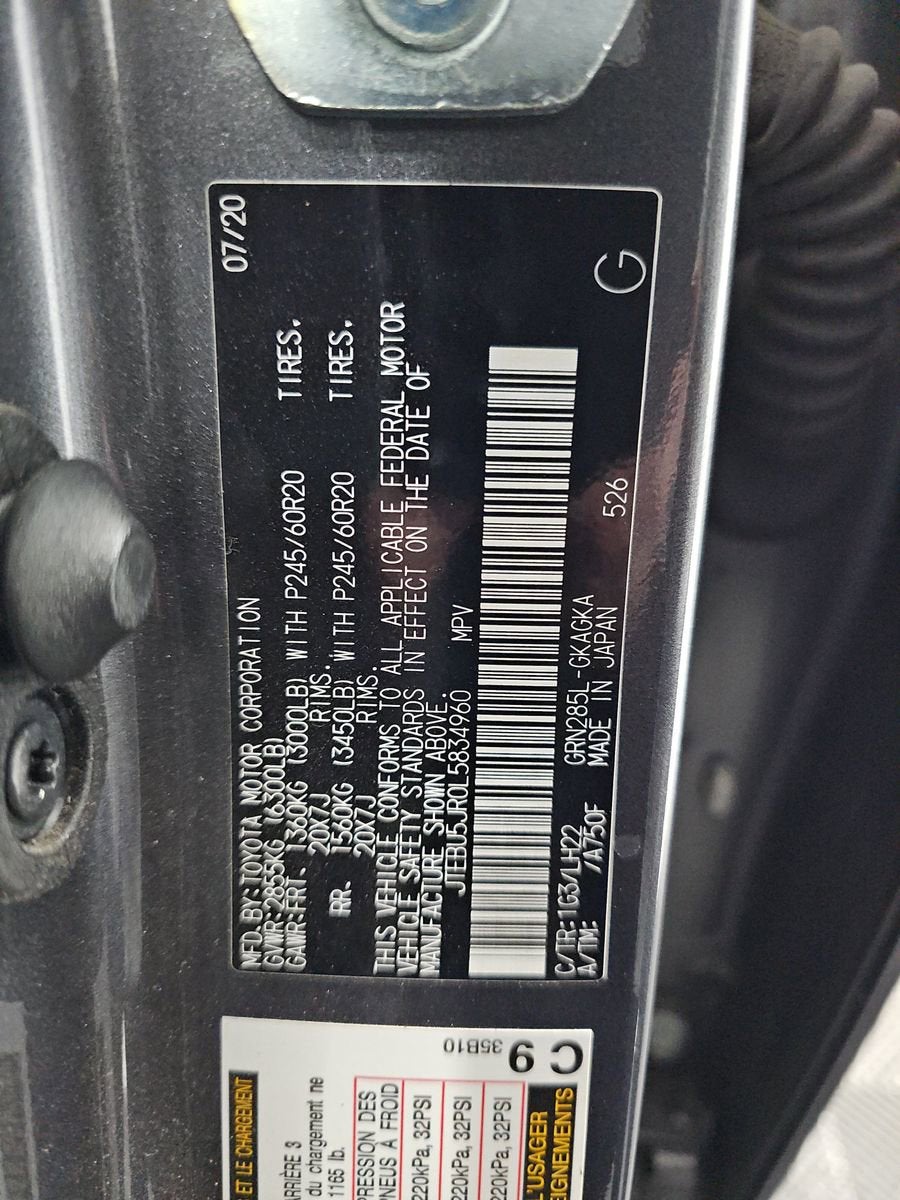 MFD.BY:TOYOTA MOTOR CORPORATION 07/20
GVWR:2855KG (6300LB)
GAWR:FRT. 1360KG (3000LB) WITH P245/60R20 TIRES.
20X7J RIMS.
RR. 1560KG (3450LB) WITH P245/60R20 TIRES.
20X7J RIMS.
THIS VEHICLE CONFORMS TO ALL APPLICABLE FEDERAL MOTOR
VEHICLE SAFETY STANDARDS IN EFFECT ON THE DATE OF
MANUFACTURE SHOWN ABOVE.
JTEBU5JR0L5834960 MPV
C/TR:1G3/LH22 GRN285L-GKAGKA
A/TM: /A750F MADE IN JAPAN 526
G
ET LE CHARGEMENT
ARRIÈRE 3
du chargement ne
1165 lb.
PRESSION DES
PNEUS À FROID
220kPa, 32PSI
220kPa, 32PSI
220kPa, 32PSI
L'USAGER
EIGNEMENTS
35B10
C9